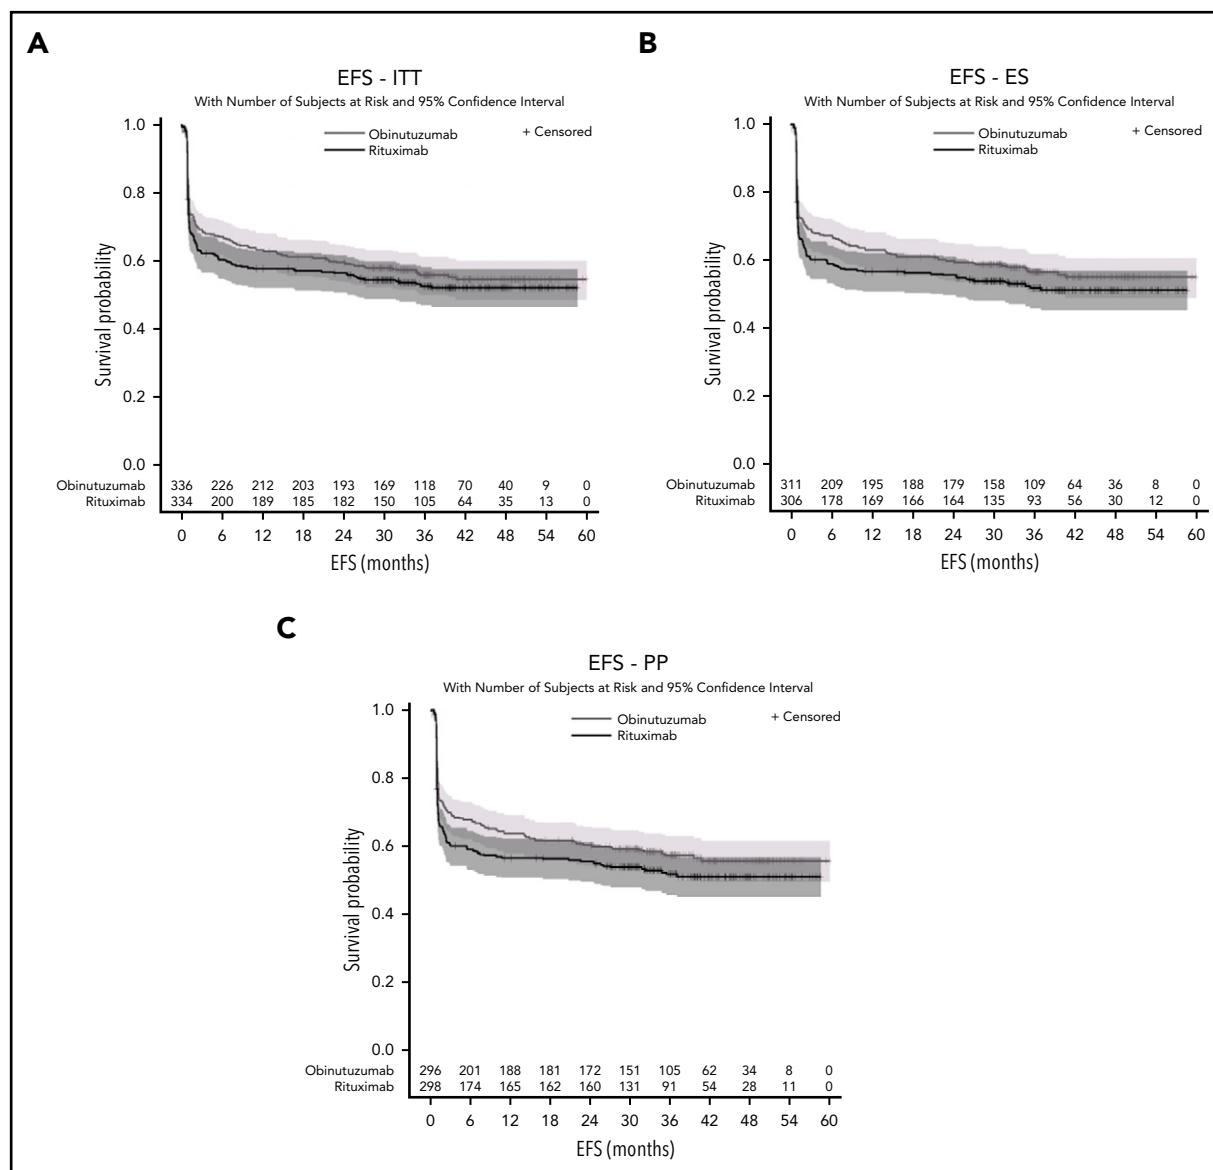 A
EFS - ITT
With Number of Subjects at Risk and 95% Confidence Interval
Obinutuzumab
Rituximab
+ Censored
Survival probability
1.0
0.8
0.6
0.4
0.2
0.0
Obinutuzumab 336 226 212 203 193 169 118 70 40 9 0
Rituximab 334 200 189 185 182 150 105 64 35 13 0
0 6 12 18 24 30 36 42 48 54 60
EFS (months)
B
EFS - ES
With Number of Subjects at Risk and 95% Confidence Interval
Obinutuzumab
Rituximab
+ Censored
Survival probability
1.0
0.8
0.6
0.4
0.2
0.0
Obinutuzumab 311 209 195 188 179 158 109 64 36 8 0
Rituximab 306 178 169 166 164 135 93 56 30 12 0
0 6 12 18 24 30 36 42 48 54 60
EFS (months)
C
EFS - PP
With Number of Subjects at Risk and 95% Confidence Interval
Obinutuzumab
Rituximab
+ Censored
Survival probability
1.0
0.8
0.6
0.4
0.2
0.0
Obinutuzumab 296 201 188 181 172 151 105 62 34 8 0
Rituximab 298 174 165 162 160 131 91 54 28 11 0
0 6 12 18 24 30 36 42 48 54 60
EFS (months)